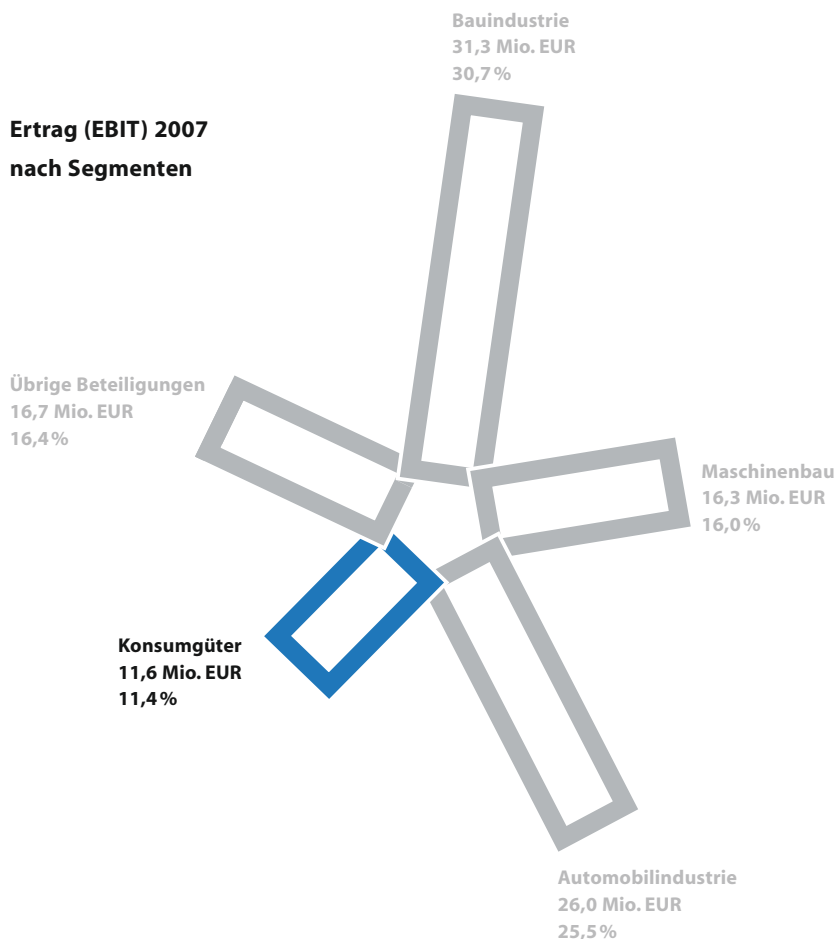 Bauindustrie
31,3 Mio. EUR
30,7 %
Ertrag (EBIT) 2007
nach Segmenten
Übrige Beteiligungen
16,7 Mio. EUR
16,4 %
Maschinenbau
16,3 Mio. EUR
16,0 %
Konsumgüter
11,6 Mio. EUR
11,4 %
Automobilindustrie
26,0 Mio. EUR
25,5 %